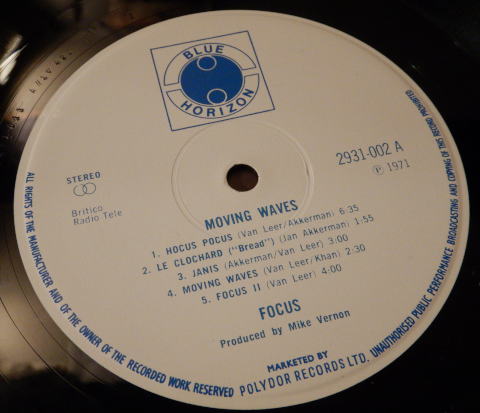 BLUE
HORIZON
STEREO
2931-002 A
Ⓟ 1971
Britico
Radio Tele
MOVING WAVES
1. HOCUS POCUS (Van Leer/Akkerman) 6:35
2. LE CLOCHARD ("Bread") (Jan Akkerman) 1:55
3. JANIS (Akkerman/Van Leer) 3:00
4. MOVING WAVES (Van Leer/Khan) 2:30
5. FOCUS II (Van Leer) 4:00
FOCUS
Produced by Mike Vernon
MARKETED BY
POLYDOR RECORDS LTD.
ALL RIGHTS OF THE MANUFACTURER AND OF THE OWNER OF THE RECORDED WORK RESERVED
UNAUTHORISED PUBLIC PERFORMANCE BROADCASTING AND COPYING OF THIS RECORD PROHIBITED